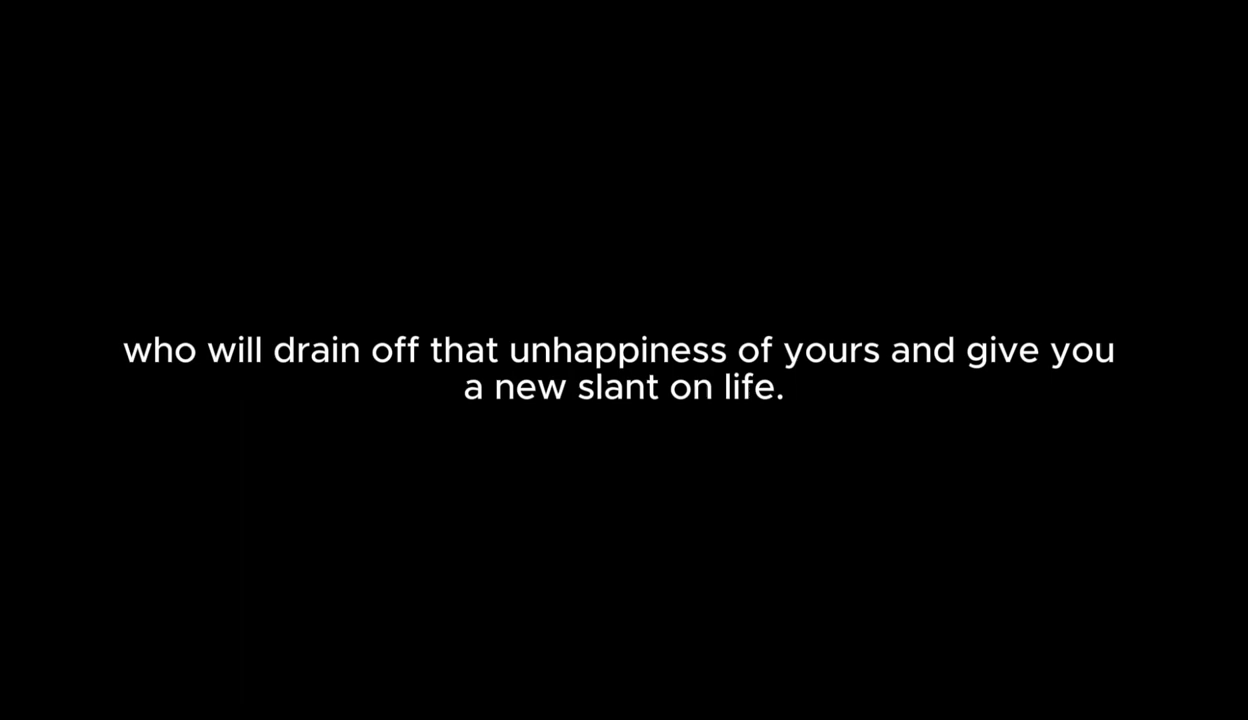 who will drain off that unhappiness of yours and give you
a new slant on life.